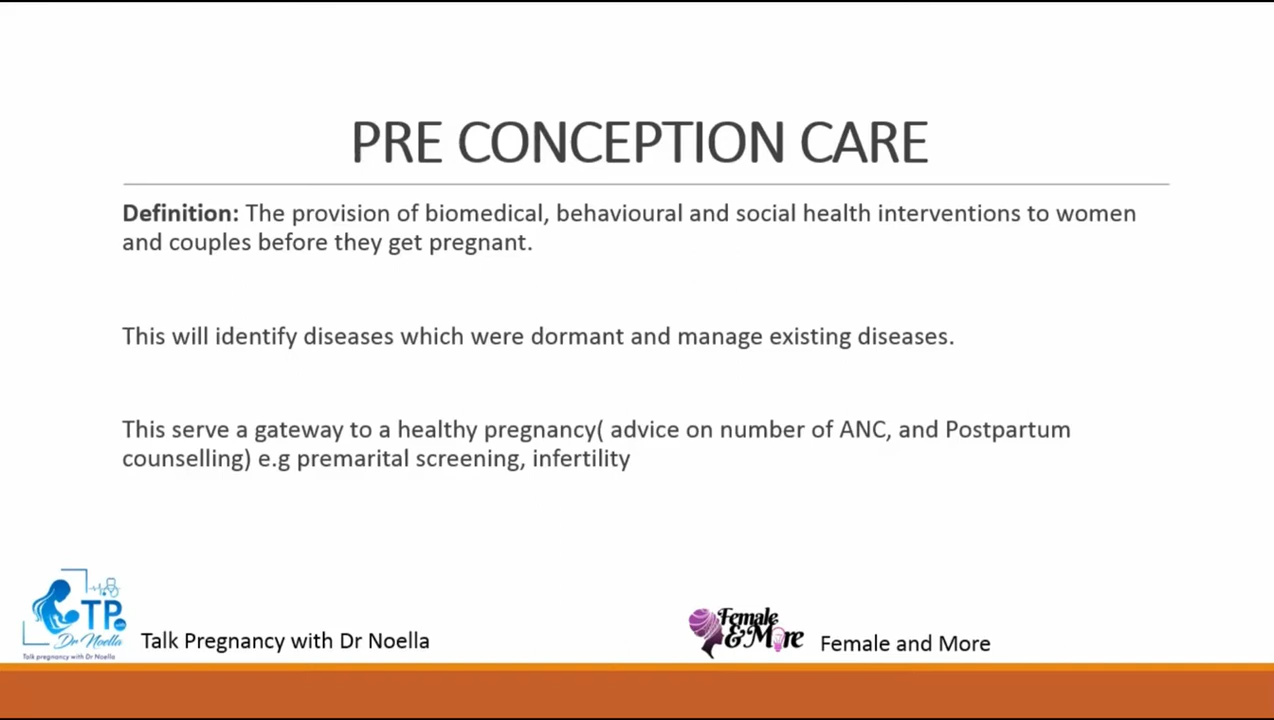 PRE CONCEPTION CARE
Definition: The provision of biomedical, behavioural and social health interventions to women
and couples before they get pregnant.
This will identify diseases which were dormant and manage existing diseases.
This serve a gateway to a healthy pregnancy( advice on number of ANC, and Postpartum
counselling) e.g premarital screening, infertility
TP with
Dr Noella
Talk pregnancy with Dr Noella
Talk Pregnancy with Dr Noella
Female
& More
Female and More